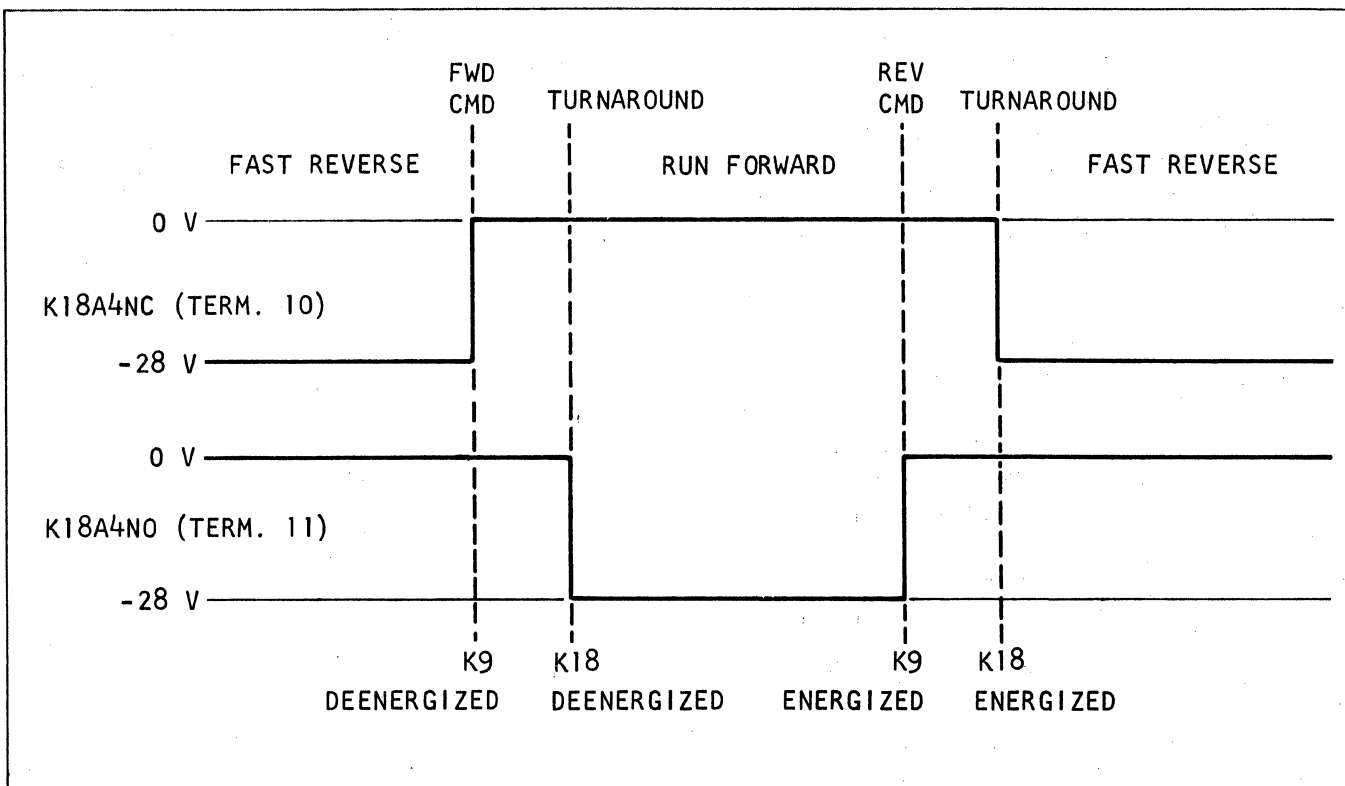 FWD CMD
TURNAROUND
REV CMD
TURNAROUND
FAST REVERSE
RUN FORWARD
FAST REVERSE
0 V
K18A4NC (TERM. 10)
-28 V
0 V
K18A4NO (TERM. 11)
-28 V
K9 DEENERGIZED
K18 DEENERGIZED
K9 ENERGIZED
K18 ENERGIZED